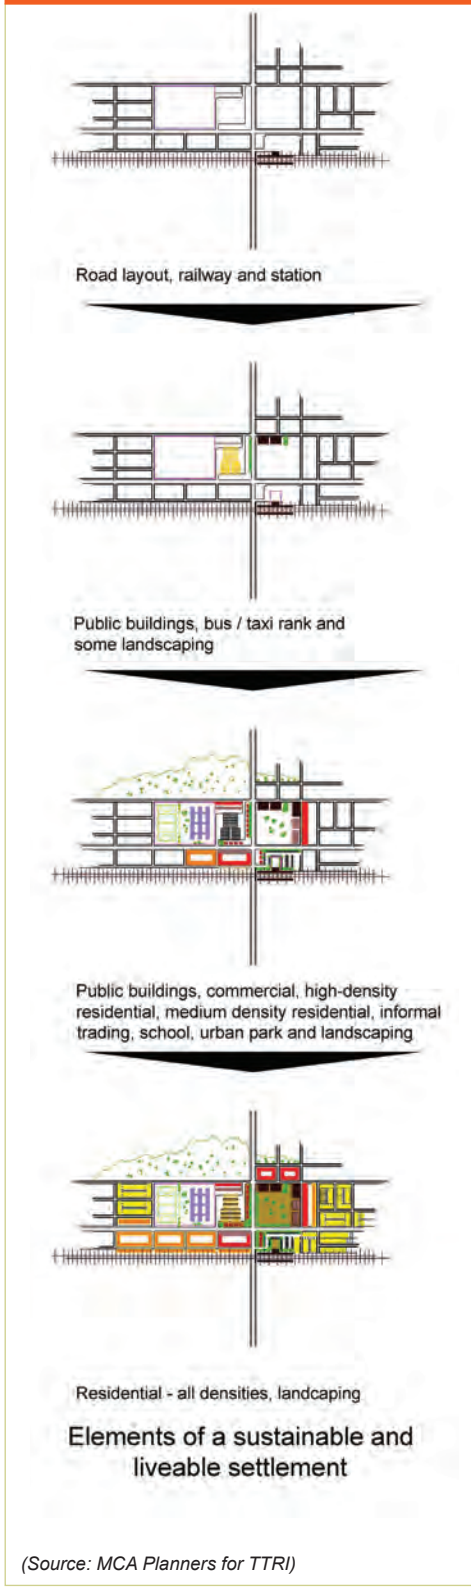 Road layout, railway and station
Public buildings, bus / taxi rank and
some landscaping
Public buildings, commercial, high-density
residential, medium density residential, informal
trading, school, urban park and landscaping
Residential - all densities, landcaping
Elements of a sustainable and
liveable settlement
(Source: MCA Planners for TTRI)